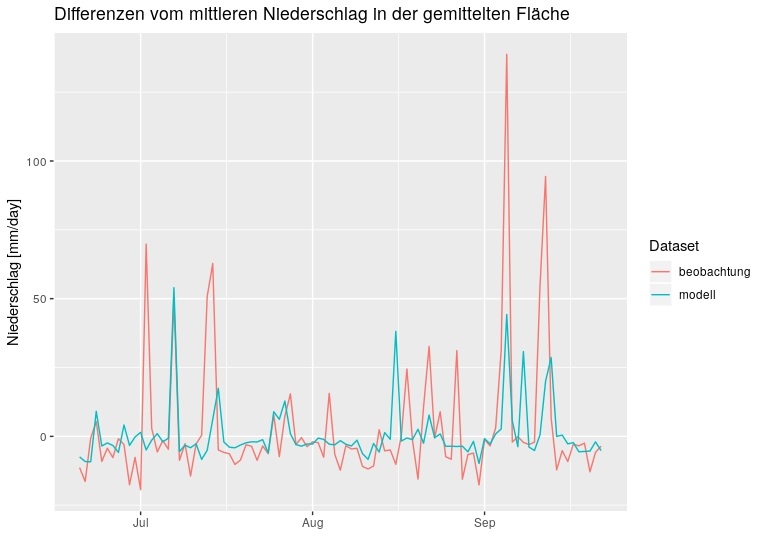 Differenzen vom mittleren Niederschlag in der gemittelten Fläche
Niederschlag [mm/day]
100
50
0
Jul
Aug
Sep
Dataset
beobachtung
modell